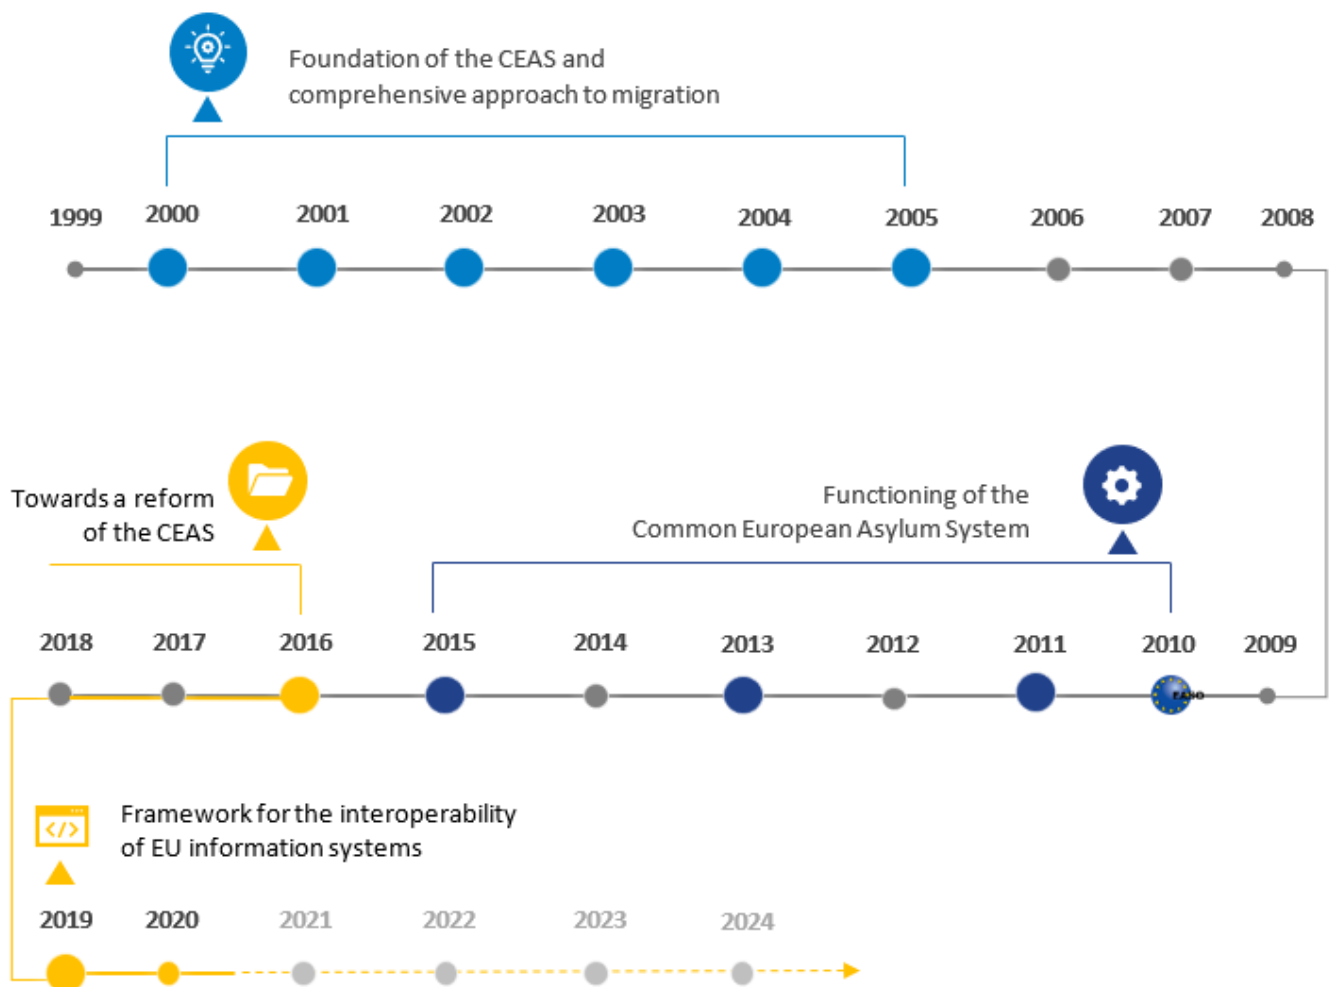 Foundation of the CEAS and
comprehensive approach to migration
1999 2000 2001 2002 2003 2004 2005 2006 2007 2008
Towards a reform
of the CEAS
Functioning of the
Common European Asylum System
2018 2017 2016 2015 2014 2013 2012 2011 2010 2009
EASO
</>
Framework for the interoperability
of EU information systems
2019 2020 2021 2022 2023 2024